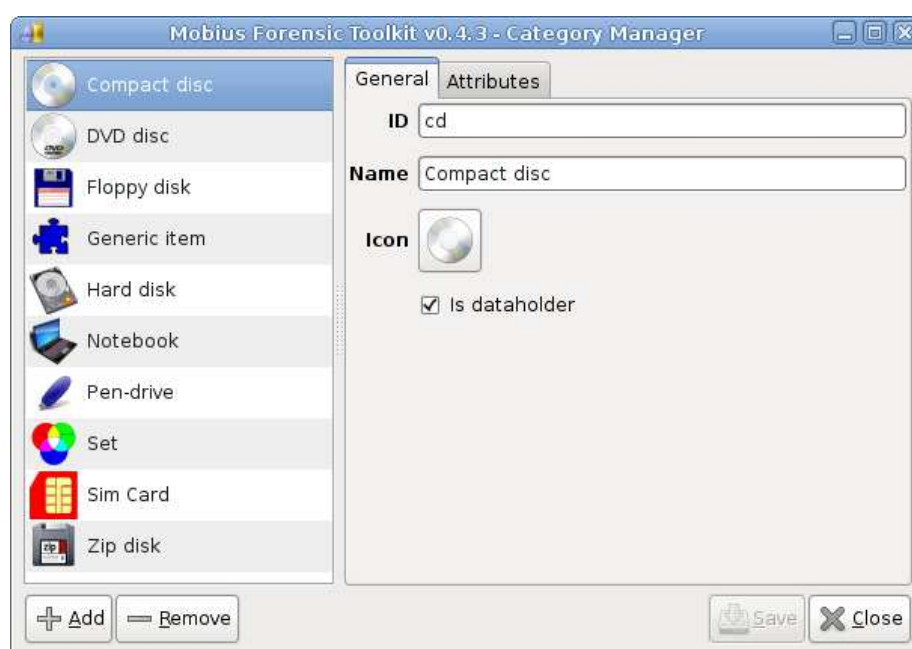 Mobius Forensic Toolkit v0.4.3 - Category Manager
Compact disc
DVD disc
Floppy disk
Generic item
Hard disk
Notebook
Pen-drive
Set
Sim Card
Zip disk
General Attributes
ID cd
Name Compact disc
Icon
Is dataholder
Add Remove Save Close
DVD
zip